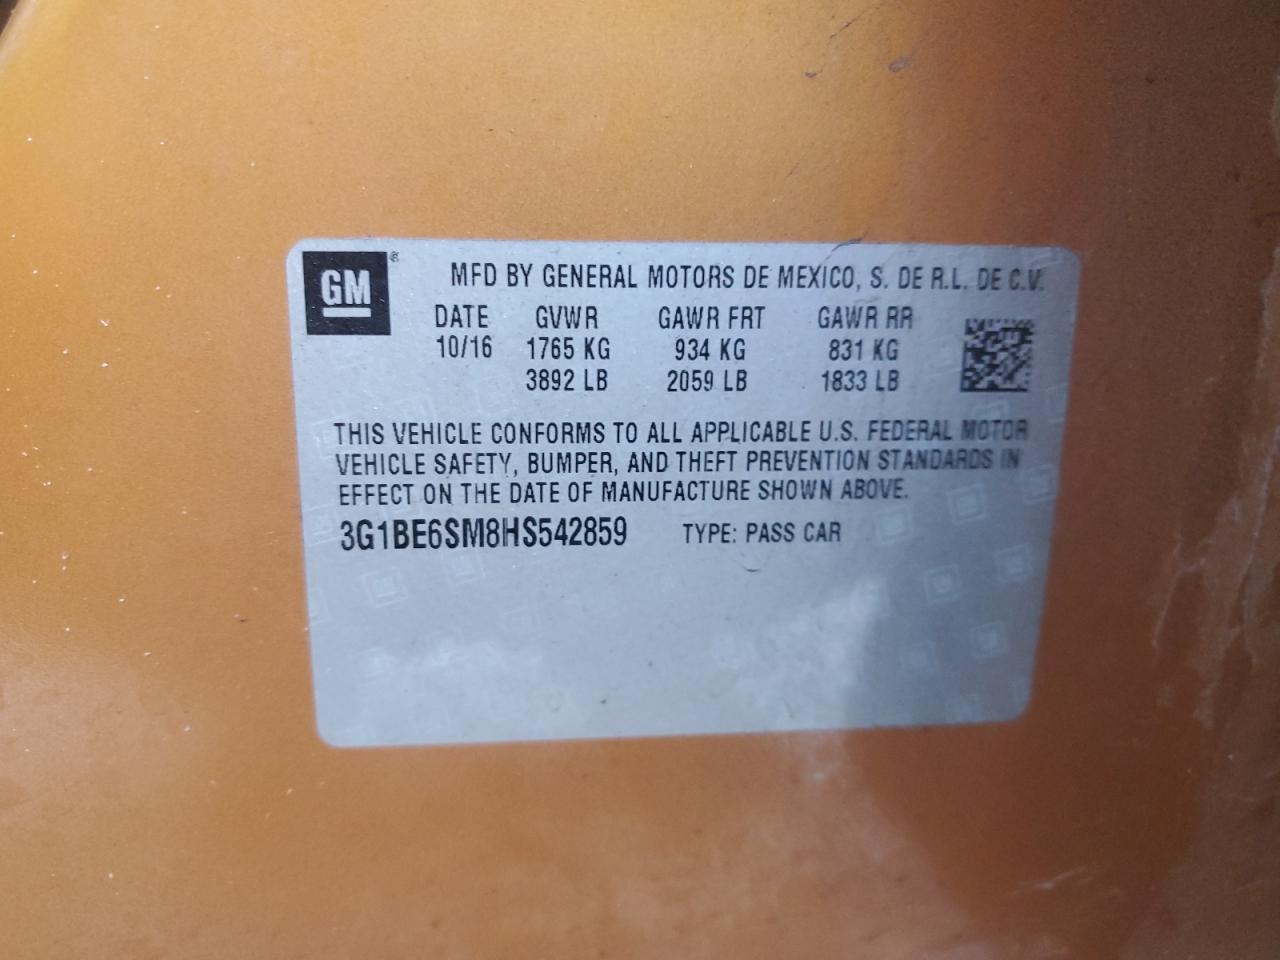 GM® MFD BY GENERAL MOTORS DE MEXICO, S. DE R.L. DE C.V.
DATE GVWR GAWR FRT GAWR RR
10/16 1765 KG 934 KG 831 KG
3892 LB 2059 LB 1833 LB
THIS VEHICLE CONFORMS TO ALL APPLICABLE U.S. FEDERAL MOTOR
VEHICLE SAFETY, BUMPER, AND THEFT PREVENTION STANDARDS IN
EFFECT ON THE DATE OF MANUFACTURE SHOWN ABOVE.
3G1BE6SM8HS542859 TYPE: PASS CAR